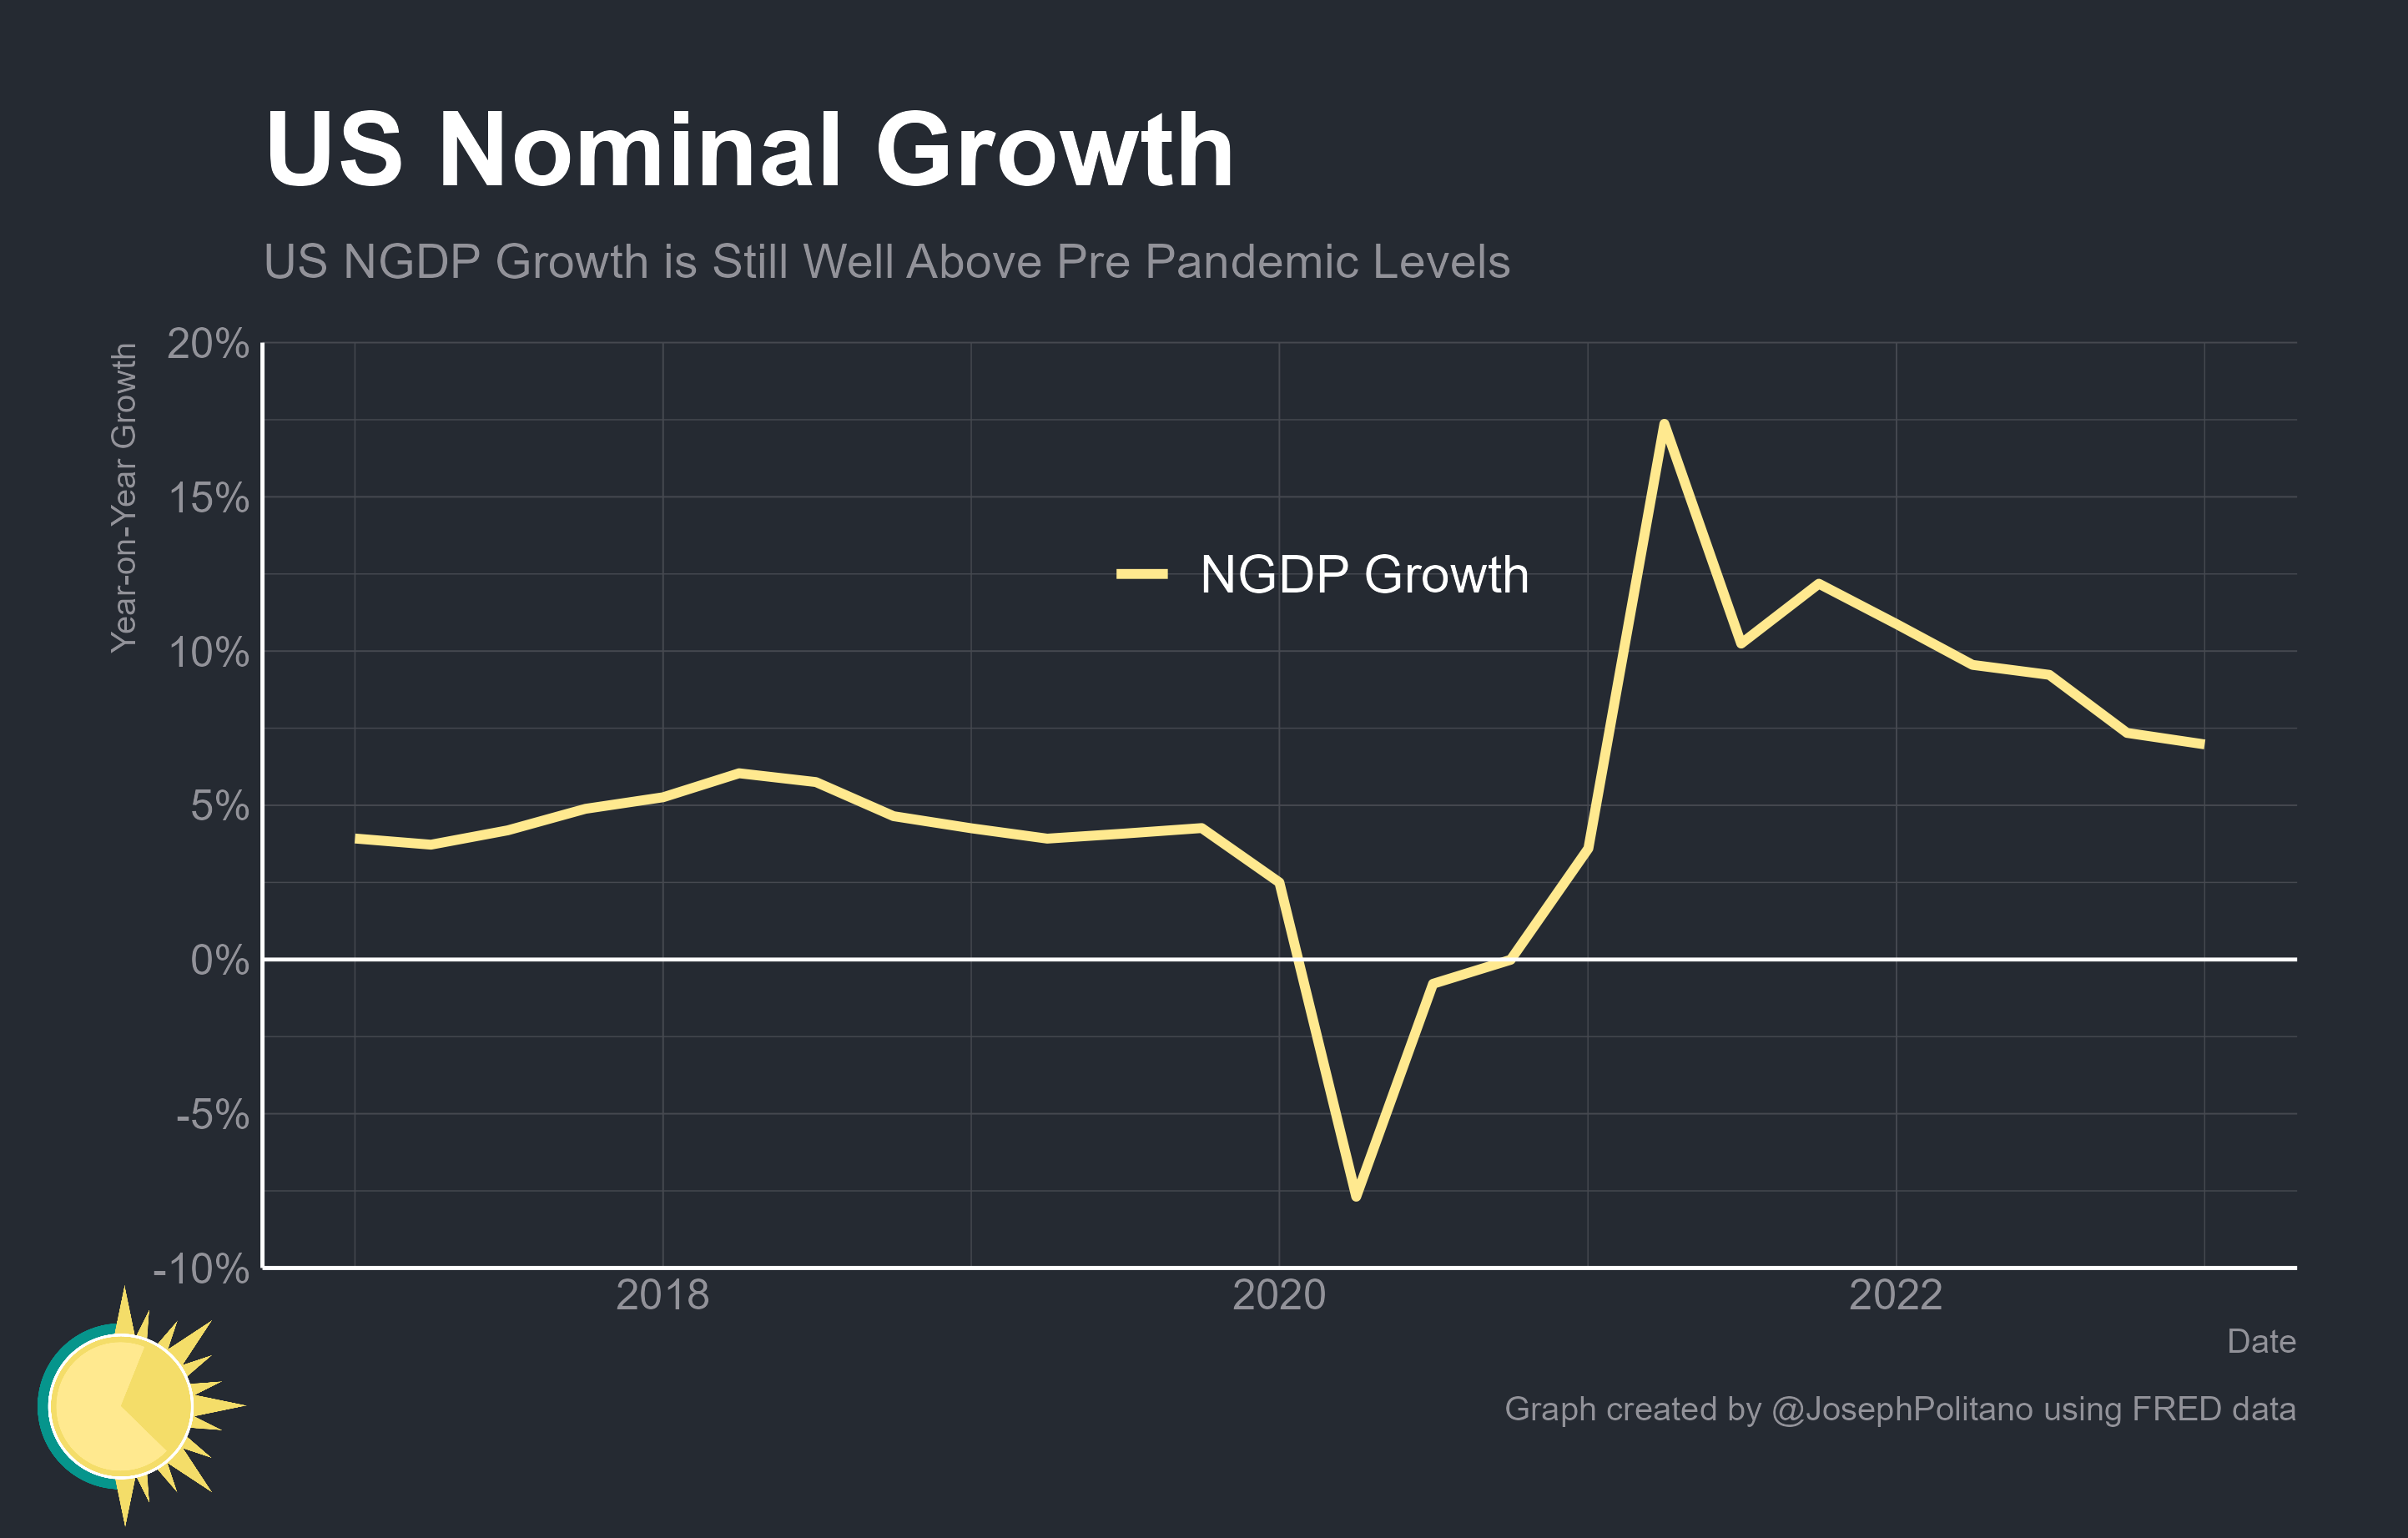 US Nominal Growth
US NGDP Growth is Still Well Above Pre Pandemic Levels
Year-on-Year Growth
20%
15%
10%
5%
0%
-5%
-10%
NGDP Growth
2018
2020
2022
Date
Graph created by @JosephPolitano using FRED data